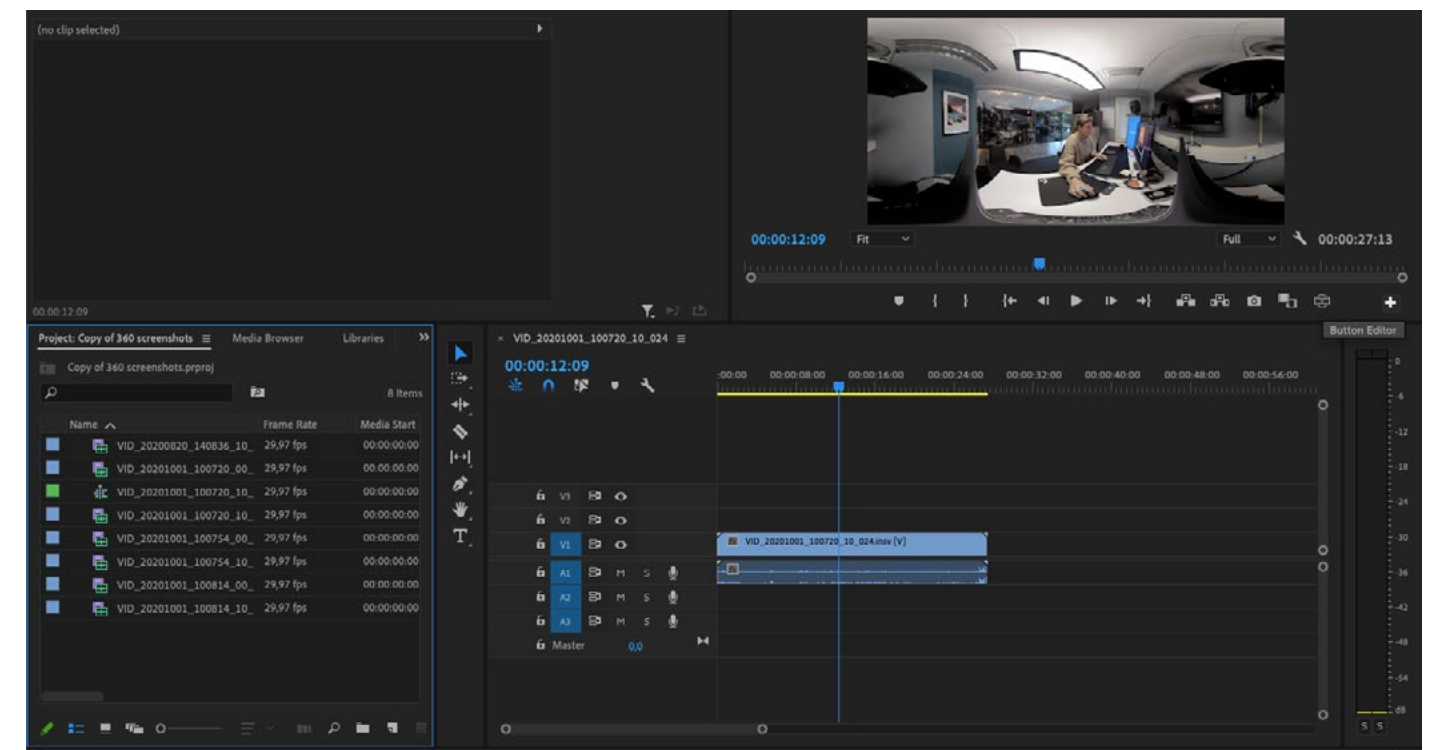 (no clip selected)
00:00:12:09 Fit Full 00:00:27:13
00:00:12:09
Button Editor
Project: Copy of 360 screenshots Media Browser Libraries
Copy of 360 screenshots.prproj
8 Items
Name Frame Rate Media Start
VID_20200820_140836_10_ 29,97 fps 00:00:00:00
VID_20201001_100720_00_ 29,97 fps 00:00:00:00
VID_20201001_100720_10_ 29,97 fps 00:00:00:00
VID_20201001_100720_10_ 29,97 fps 00:00:00:00
VID_20201001_100754_00_ 29,97 fps 00:00:00:00
VID_20201001_100754_10_ 29,97 fps 00:00:00:00
VID_20201001_100814_00_ 29,97 fps 00:00:00:00
VID_20201001_100814_10_ 29,97 fps 00:00:00:00
× VID_20201001_100720_10_024
00:00:12:09
:00:00 00:00:08:00 00:00:16:00 00:00:24:00 00:00:32:00 00:00:40:00 00:00:48:00 00:00:56:00
V3
V2
V1 VID_20201001_100720_10_024.insv [V]
A1 M S
A2 M S
A3 M S
Master 0,0
0
-6
-12
-18
-24
-30
-36
-42
-48
-54
dB
S S